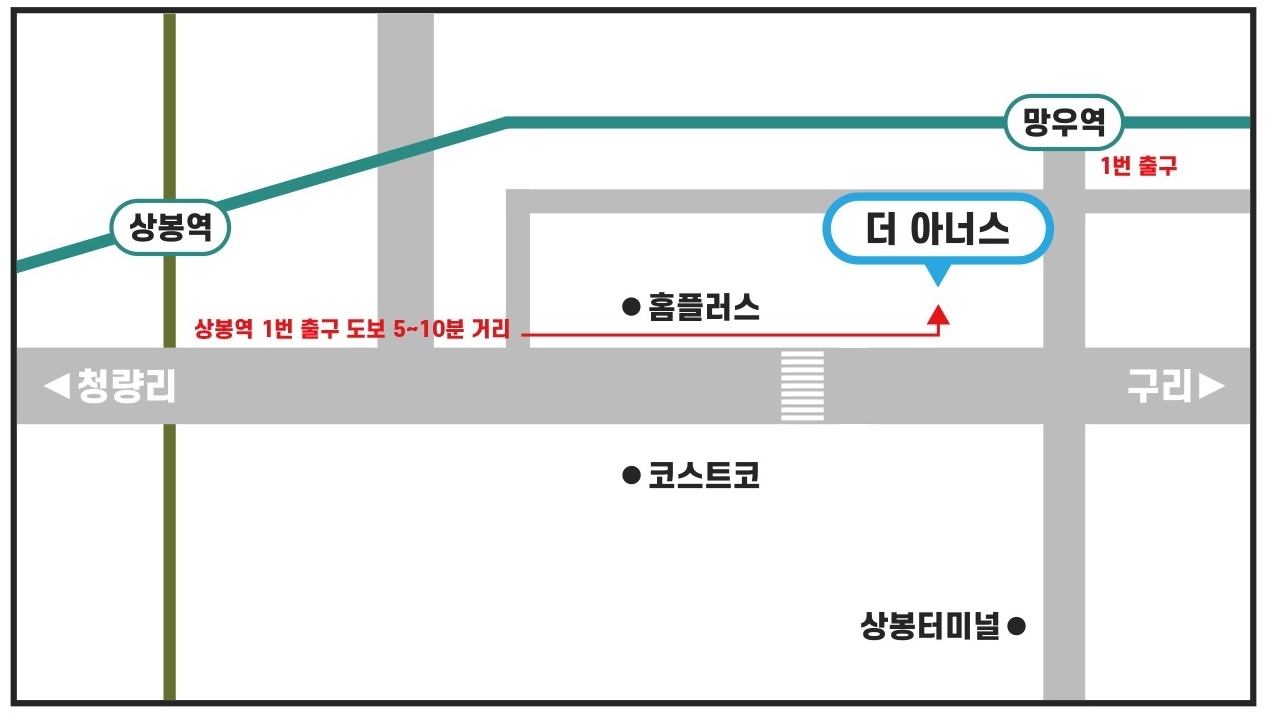 망우역
1번 출구
상봉역
더 아너스
홈플러스
상봉역 1번 출구 도보 5~10분 거리
◀청량리
구리▶
코스트코
상봉터미널